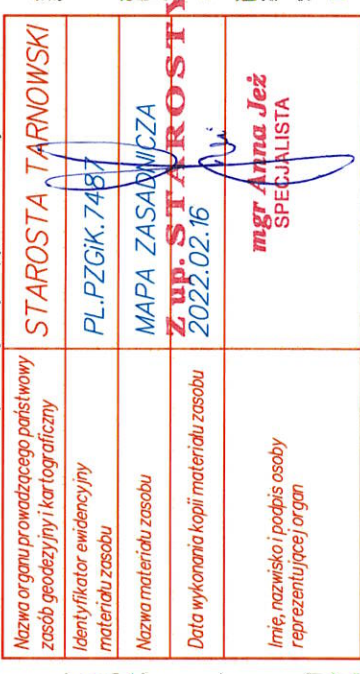 Nazwa organu prowadzącego państwowy
zasób geodezyjny i kartograficzny
STAROSTA TARNOWSKI
Identyfikator ewidencyjny
materiału zasobu
PL.PZGiK.7487
Nazwa materiału zasobu
MAPA ZASADNICZA
Z up. STAROSTY
Data wykonania kopii materiału zasobu
2022.02.16
Imię, nazwisko i podpis osoby
reprezentującej organ
mgr Anna Jeż
SPECJALISTA